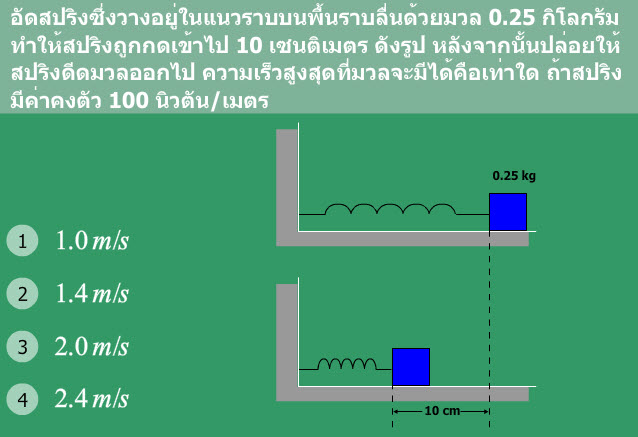 อัดสปริงซึ่งวางอยู่ในแนวราบบนพื้นราบลื่นด้วยมวล 0.25 กิโลกรัม
ทำให้สปริงถูกกดเข้าไป 10 เซนติเมตร ดังรูป หลังจากนั้นปล่อยให้
สปริงดีดมวลออกไป ความเร็วสูงสุดที่มวลจะมีได้คือเท่าใด ถ้าสปริง
มีค่าคงตัว 100 นิวตัน/เมตร
0.25 kg
1 1.0 m/s
2 1.4 m/s
3 2.0 m/s
4 2.4 m/s
10 cm